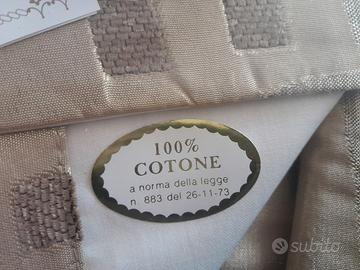 100%
COTONE
a norma della legge
n. 883 del 26-11-73
subito